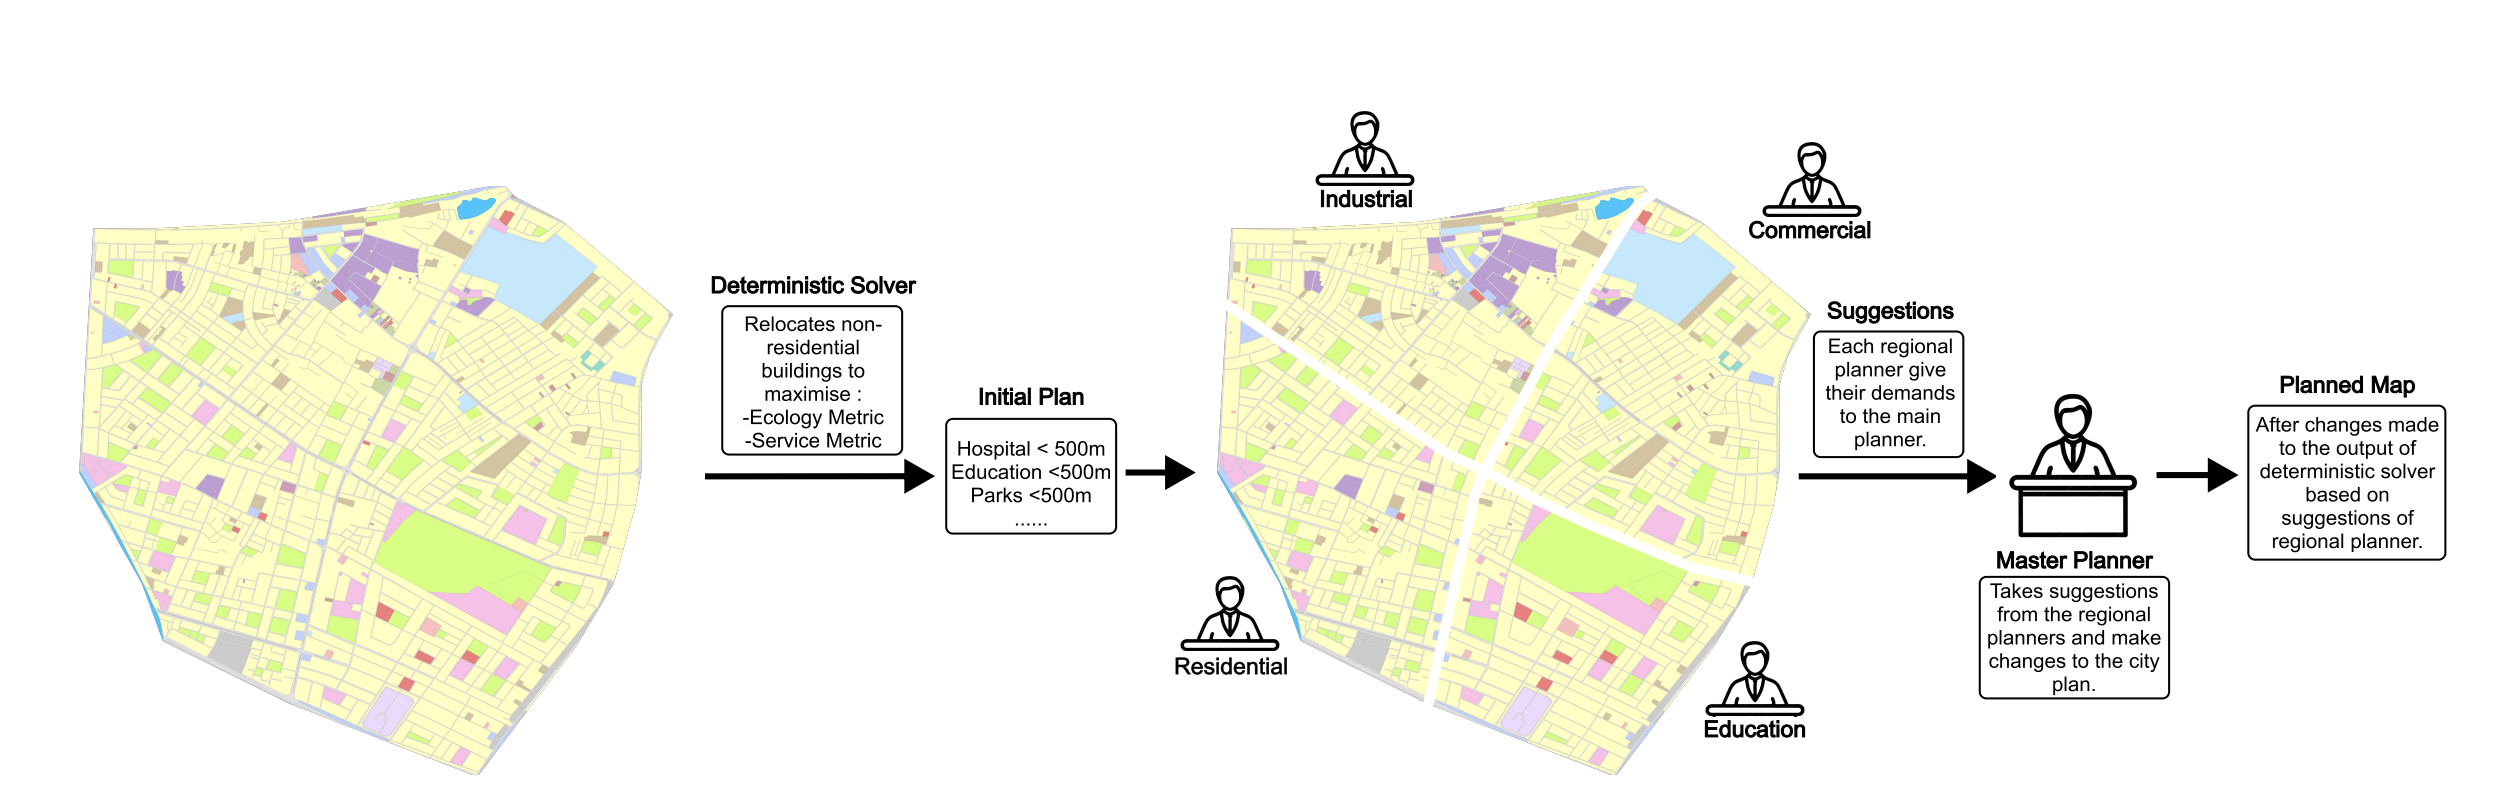 Deterministic Solver
Relocates non-
residential
buildings to
maximise :
-Ecology Metric
-Service Metric
Initial Plan
Hospital < 500m
Education <500m
Parks <500m
......
Industrial
Commercial
Residential
Education
Suggestions
Each regional
planner give
their demands
to the main
planner.
Master Planner
Takes suggestions
from the regional
planners and make
changes to the city
plan.
Planned Map
After changes made
to the output of
deterministic solver
based on
suggestions of
regional planner.